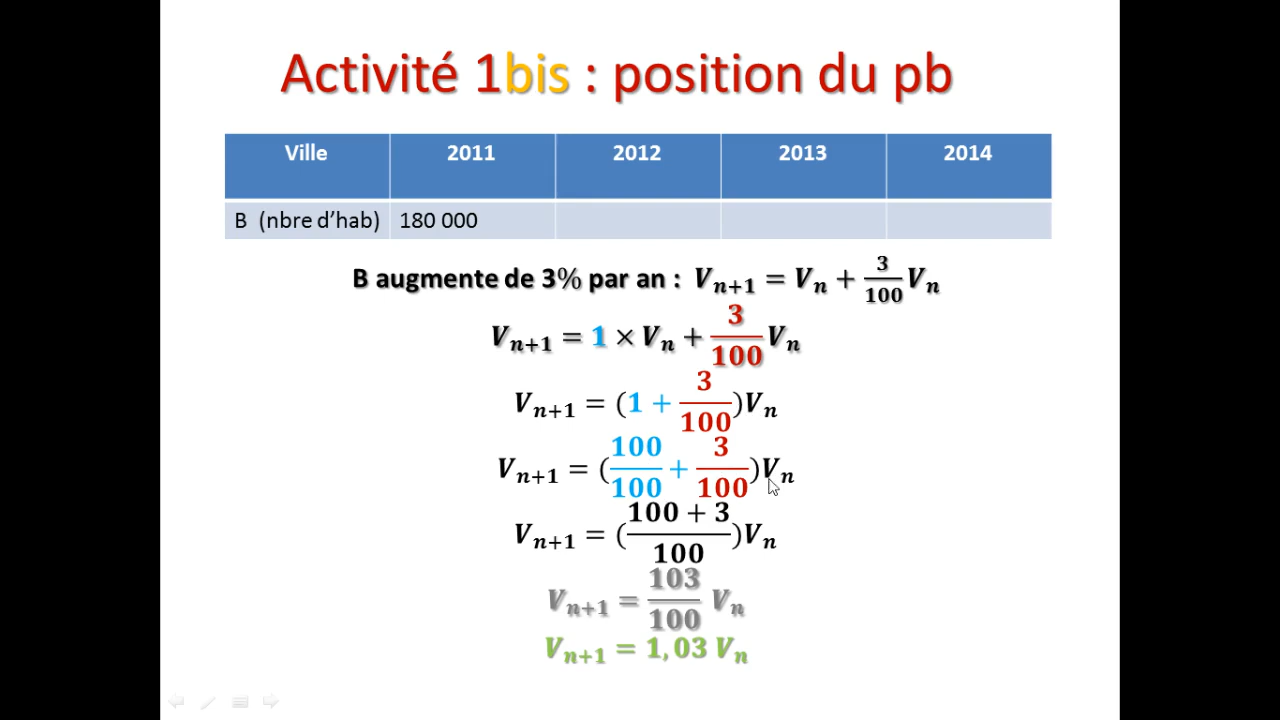 Activité 1bis : position du pb
Ville 2011 2012 2013 2014
B (nbre d'hab) 180 000
B augmente de 3% par an : Vₙ₊₁ = Vₙ + 3/100 Vₙ
Vₙ₊₁ = 1 × Vₙ + 3/100 Vₙ
Vₙ₊₁ = (1 + 3/100)Vₙ
Vₙ₊₁ = (100/100 + 3/100)Vₙ
Vₙ₊₁ = ((100 + 3)/100)Vₙ
Vₙ₊₁ = 103/100 Vₙ
Vₙ₊₁ = 1,03 Vₙ